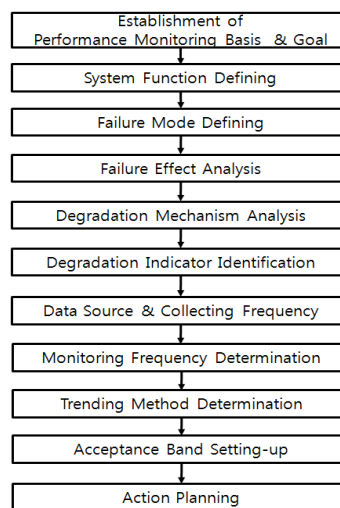 Establishment of
Performance Monitoring Basis & Goal
System Function Defining
Failure Mode Defining
Failure Effect Analysis
Degradation Mechanism Analysis
Degradation Indicator Identification
Data Source & Collecting Frequency
Monitoring Frequency Determination
Trending Method Determination
Acceptance Band Setting-up
Action Planning